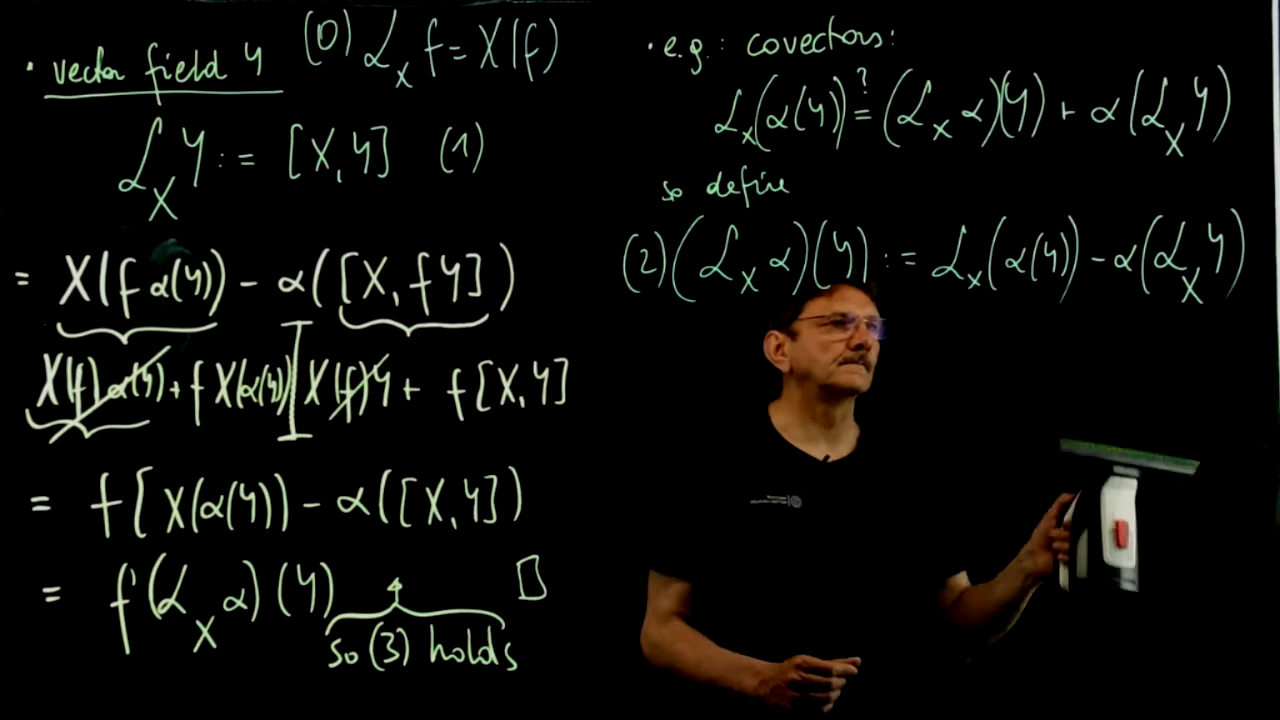 · vector field Y (0) ℒ_X f = X(f)
ℒ_X Y := [X,Y] (1)
= X(f α(Y)) − α([X, fY])
X(f) α(Y) + f X(α(Y)) X(f)Y + f[X,Y]
= f[X(α(Y)) − α([X,Y])
= f(ℒ_X α)(Y) □
so (3) holds
· e.g.: covectors:
ℒ_X(α(Y)) ?= (ℒ_X α)(Y) + α(ℒ_X Y)
so define
(2) (ℒ_X α)(Y) := ℒ_X(α(Y)) − α(ℒ_X Y)